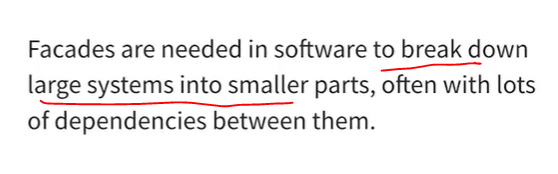 Facades are needed in software to break down
large systems into smaller parts, often with lots
of dependencies between them.